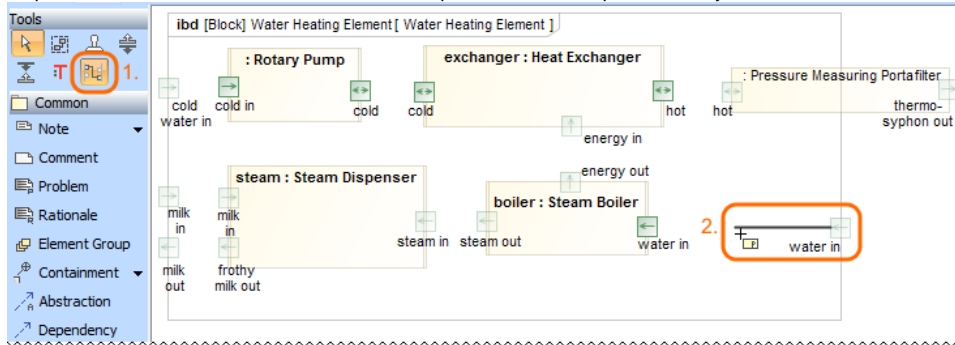 Tools
1.
Common
Note
Comment
Problem
Rationale
Element Group
Containment
Abstraction
Dependency
ibd [Block] Water Heating Element [ Water Heating Element ]
: Rotary Pump
exchanger : Heat Exchanger
: Pressure Measuring Portafilter
cold
water in
cold in
cold
cold
hot
hot
thermo-
syphon out
energy in
energy out
steam : Steam Dispenser
boiler : Steam Boiler
milk
in
milk
in
steam in
steam out
water in
2.
water in
milk
out
frothy
milk out